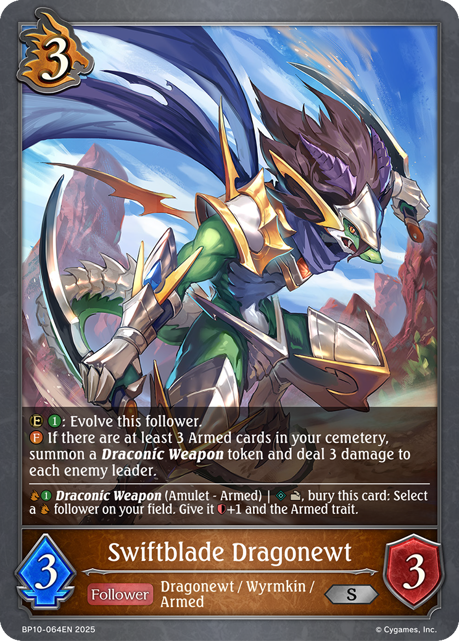 3
Ⓔ ①: Evolve this follower.
Ⓕ If there are at least 3 Armed cards in your cemetery,
summon a Draconic Weapon token and deal 3 damage to
each enemy leader.
① Draconic Weapon (Amulet - Armed) | , bury this card: Select
a follower on your field. Give it +1 and the Armed trait.
Swiftblade Dragonewt
3
Follower
Dragonewt / Wyrmkin /
Armed
S
3
BP10-064EN 2025
© Cygames, Inc.